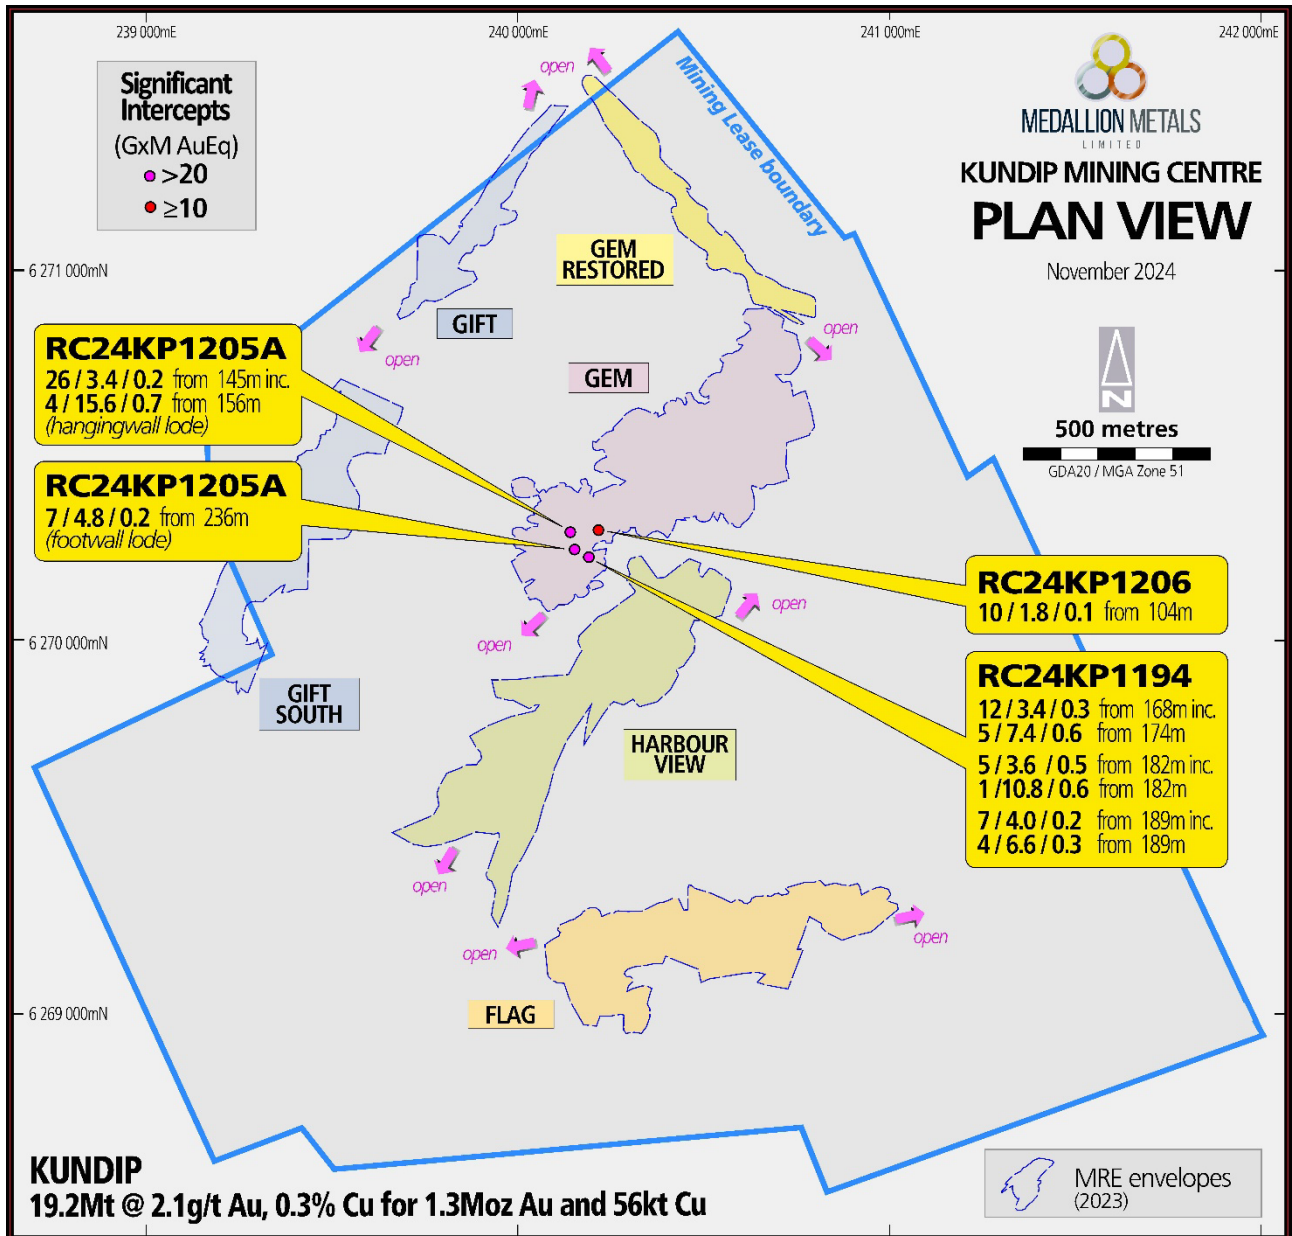 239 000mE
240 000mE
241 000mE
242 000mE
Significant
Intercepts
(GxM AuEq)
>20
≥10
open
open
Mining Lease boundary
MEDALLION METALS
LIMITED
KUNDIP MINING CENTRE
PLAN VIEW
November 2024
6 271 000mN
GEM
RESTORED
GIFT
open
open
GEM
N
500 metres
GDA20 / MGA Zone 51
RC24KP1205A
26 / 3.4 / 0.2 from 145m inc.
4 / 15.6 / 0.7 from 156m
(hangingwall lode)
RC24KP1205A
7 / 4.8 / 0.2 from 236m
(footwall lode)
RC24KP1206
10 / 1.8 / 0.1 from 104m
open
open
6 270 000mN
RC24KP1194
12 / 3.4 / 0.3 from 168m inc.
5 / 7.4 / 0.6 from 174m
5 / 3.6 / 0.5 from 182m inc.
1 /10.8 / 0.6 from 182m
7 / 4.0 / 0.2 from 189m inc.
4 / 6.6 / 0.3 from 189m
GIFT
SOUTH
HARBOUR
VIEW
open
open
open
6 269 000mN
FLAG
KUNDIP
19.2Mt @ 2.1g/t Au, 0.3% Cu for 1.3Moz Au and 56kt Cu
MRE envelopes
(2023)